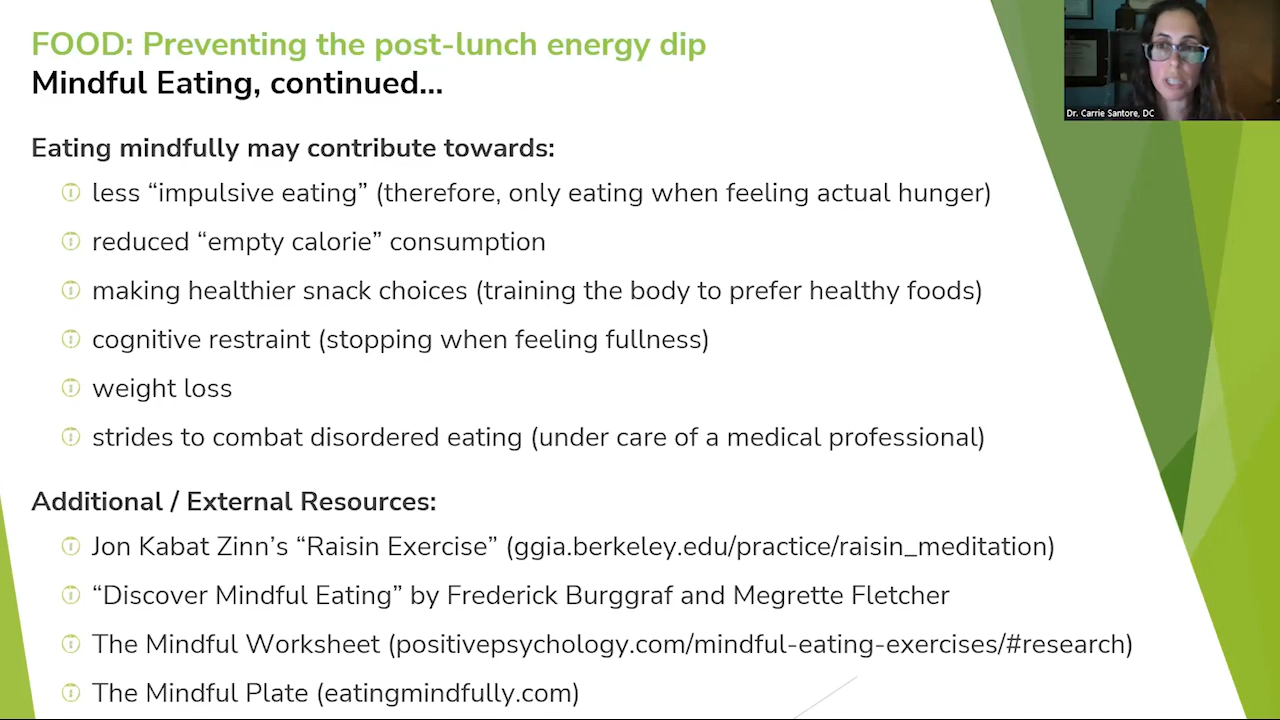 FOOD: Preventing the post-lunch energy dip
Mindful Eating, continued...
Dr. Carrie Santore, DC
Eating mindfully may contribute towards:
less “impulsive eating” (therefore, only eating when feeling actual hunger)
reduced “empty calorie” consumption
making healthier snack choices (training the body to prefer healthy foods)
cognitive restraint (stopping when feeling fullness)
weight loss
strides to combat disordered eating (under care of a medical professional)
Additional / External Resources:
Jon Kabat Zinn’s “Raisin Exercise” (ggia.berkeley.edu/practice/raisin_meditation)
“Discover Mindful Eating” by Frederick Burggraf and Megrette Fletcher
The Mindful Worksheet (positivepsychology.com/mindful-eating-exercises/#research)
The Mindful Plate (eatingmindfully.com)